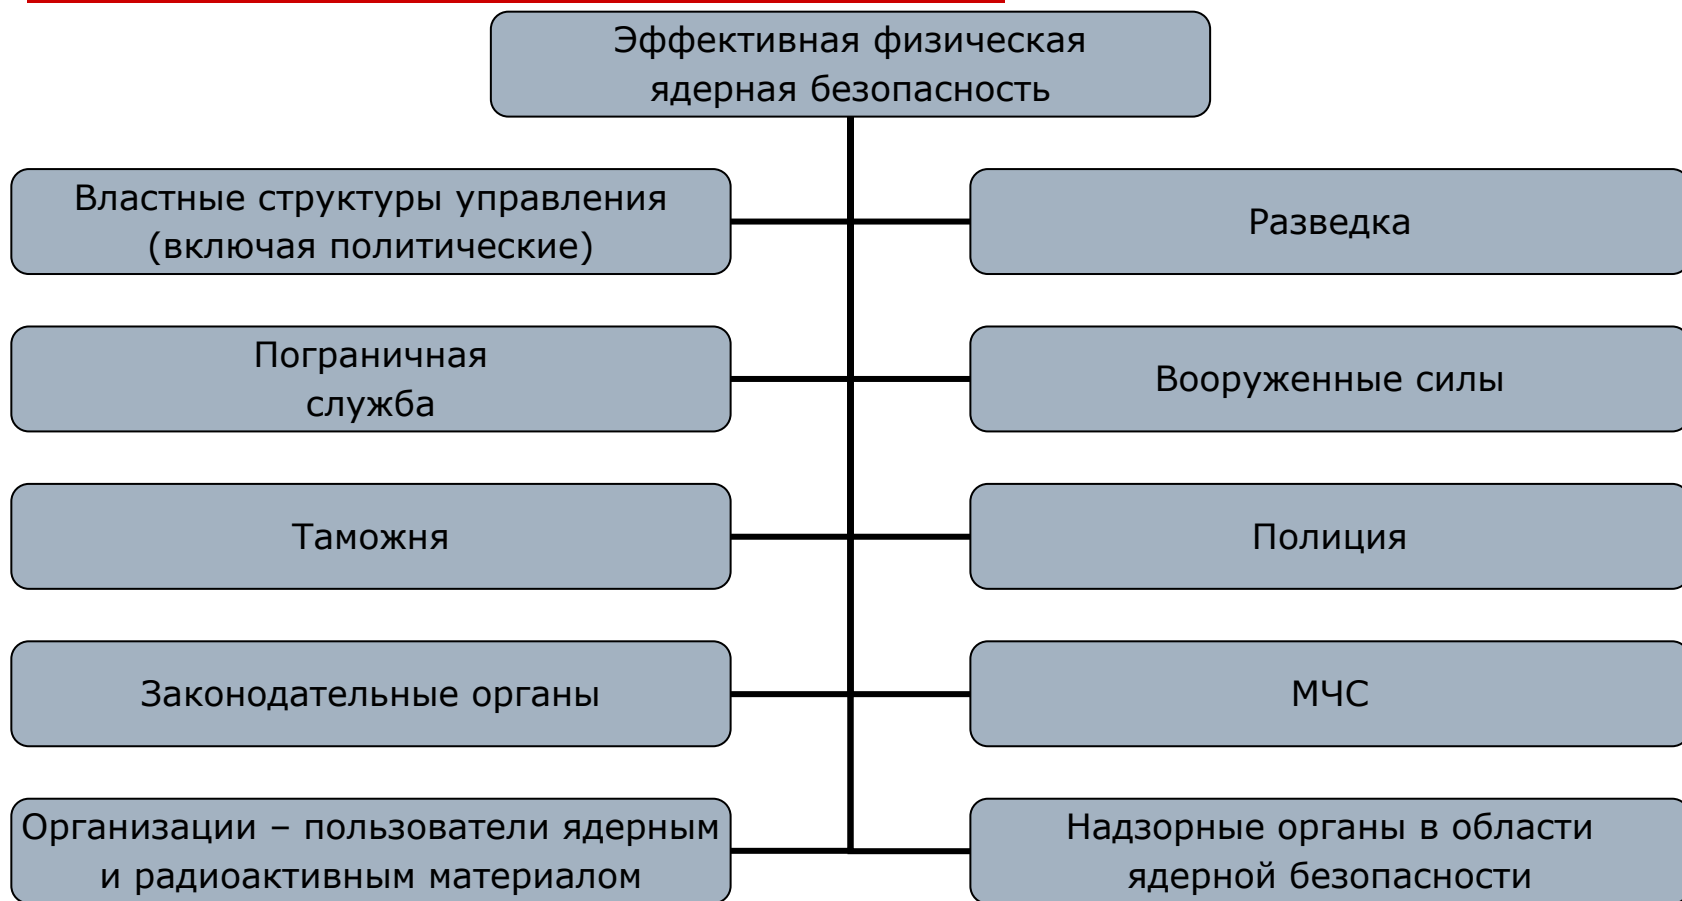 Эффективная физическая
ядерная безопасность
Властные структуры управления
(включая политические)
Разведка
Пограничная
служба
Вооруженные силы
Таможня
Полиция
Законодательные органы
МЧС
Организации – пользователи ядерным
и радиоактивным материалом
Надзорные органы в области
ядерной безопасности